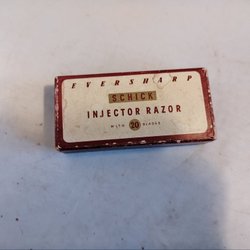 EVERSHARP
SCHICK
INJECTOR RAZOR
WITH 20 BLADES